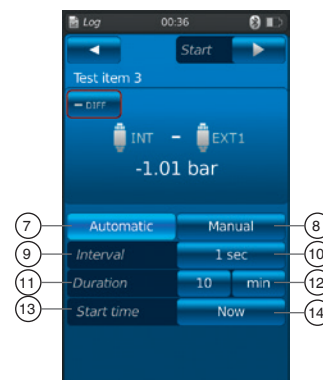 Log 00:36
Start
Test item 3
– DIFF
INT – EXT1
-1.01 bar
7 Automatic Manual 8
9 Interval 1 sec 10
11 Duration 10 min 12
13 Start time Now 14